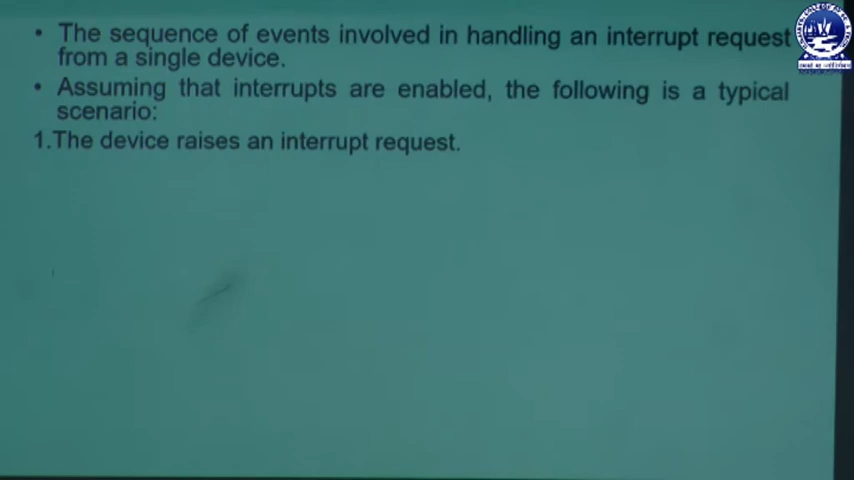 • The sequence of events involved in handling an interrupt request
from a single device.
• Assuming that interrupts are enabled, the following is a typical
scenario:
1.The device raises an interrupt request.